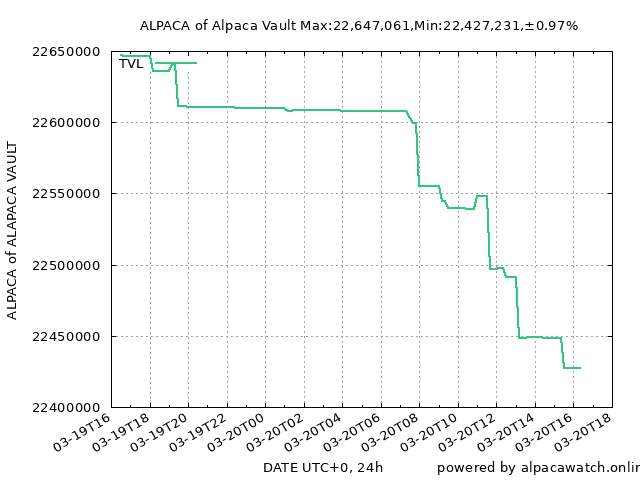 ALPACA of Alpaca Vault Max:22,647,061,Min:22,427,231,±0.97%
22650000
TVL
22600000
22550000
22500000
22450000
22400000
ALPACA of ALAPACA VAULT
03-19T16
03-19T18
03-19T20
03-19T22
03-20T00
03-20T02
03-20T04
03-20T06
03-20T08
03-20T10
03-20T12
03-20T14
03-20T16
03-20T18
DATE UTC+0, 24h
powered by alpacawatch.onlin